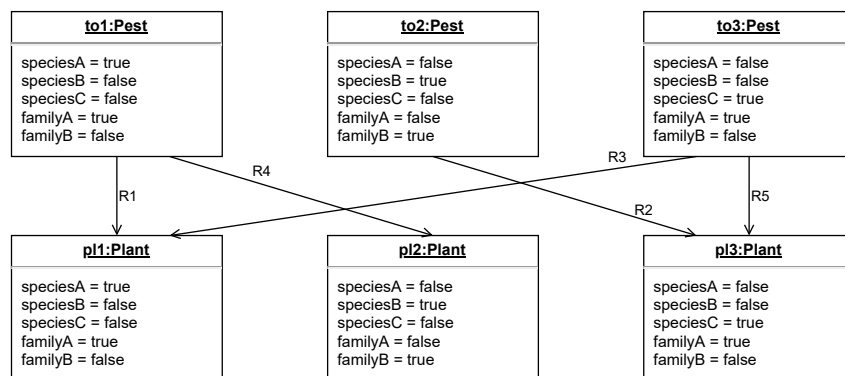 to1:Pest
speciesA = true
speciesB = false
speciesC = false
familyA = true
familyB = false
to2:Pest
speciesA = false
speciesB = true
speciesC = false
familyA = false
familyB = true
to3:Pest
speciesA = false
speciesB = false
speciesC = true
familyA = true
familyB = false
R1
R4
R3
R2
R5
pl1:Plant
speciesA = true
speciesB = false
speciesC = false
familyA = true
familyB = false
pl2:Plant
speciesA = false
speciesB = true
speciesC = false
familyA = false
familyB = true
pl3:Plant
speciesA = false
speciesB = false
speciesC = true
familyA = true
familyB = false